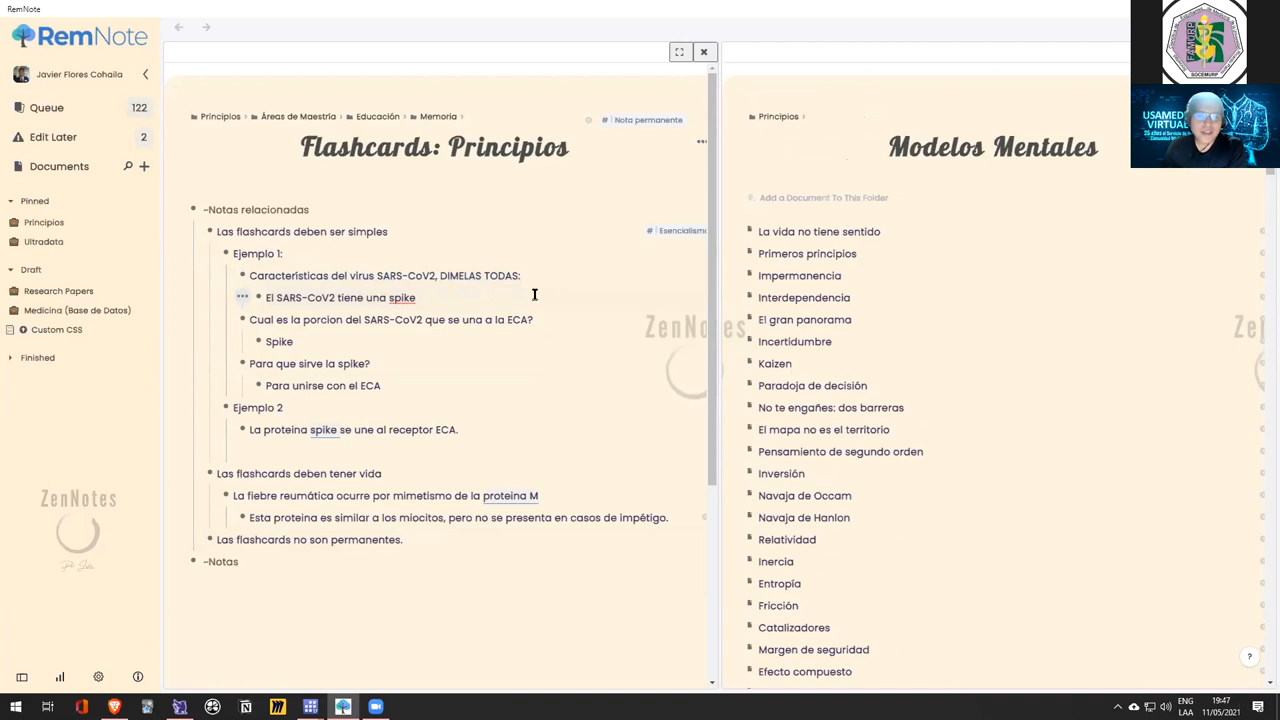 RemNote
RemNote
Javier Flores Cohaila
Queue 122
Edit Later 2
Documents
Pinned
Principios
Ultradata
Draft
Research Papers
Medicina (Base de Datos)
Custom CSS
Finished
ZenNotes
Principios › Áreas de Maestría › Educación › Memoria ›
# Nota permanente
Flashcards: Principios
~Notas relacionadas
Las flashcards deben ser simples
# Esencialismo
Ejemplo 1:
Características del virus SARS-CoV2, DIMELAS TODAS:
El SARS-CoV2 tiene una spike
Cual es la porcion del SARS-CoV2 que se una a la ECA?
Spike
Para que sirve la spike?
Para unirse con el ECA
Ejemplo 2
La proteina spike se une al receptor ECA.
Las flashcards deben tener vida
La fiebre reumática ocurre por mimetismo de la proteina M
Esta proteina es similar a los miocitos, pero no se presenta en casos de impétigo.
Las flashcards no son permanentes.
~Notas
ZenN
Principios ›
Modelos Mentales
Add a Document To This Folder
La vida no tiene sentido
Primeros principios
Impermanencia
Interdependencia
El gran panorama
Incertidumbre
Kaizen
Paradoja de decisión
No te engañes: dos barreras
El mapa no es el territorio
Pensamiento de segundo orden
Inversión
Navaja de Occam
Navaja de Hanlon
Relatividad
Inercia
Entropía
Fricción
Catalizadores
Margen de seguridad
Efecto compuesto
Zen
?
SOCEMURP
USAMED
VIRTUAL
ENG
LAA
19:47
11/05/2021